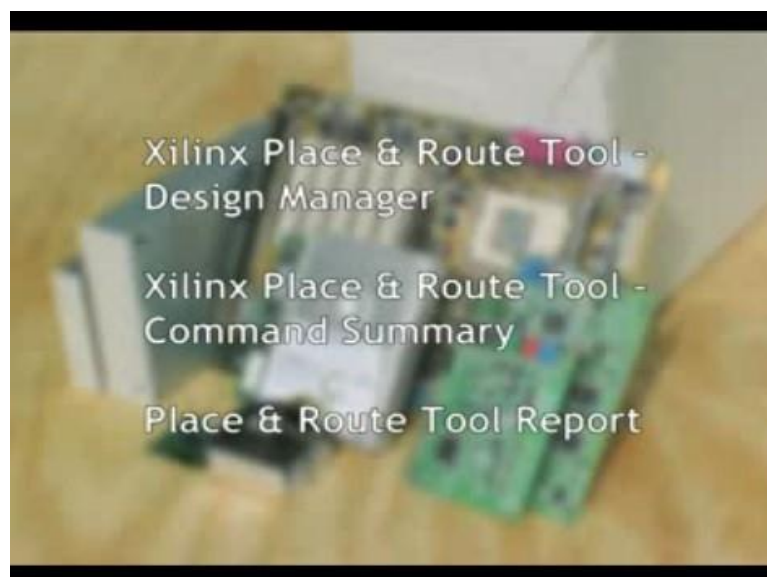 Xilinx Place & Route Tool -
Design Manager
Xilinx Place & Route Tool -
Command Summary
Place & Route Tool Report